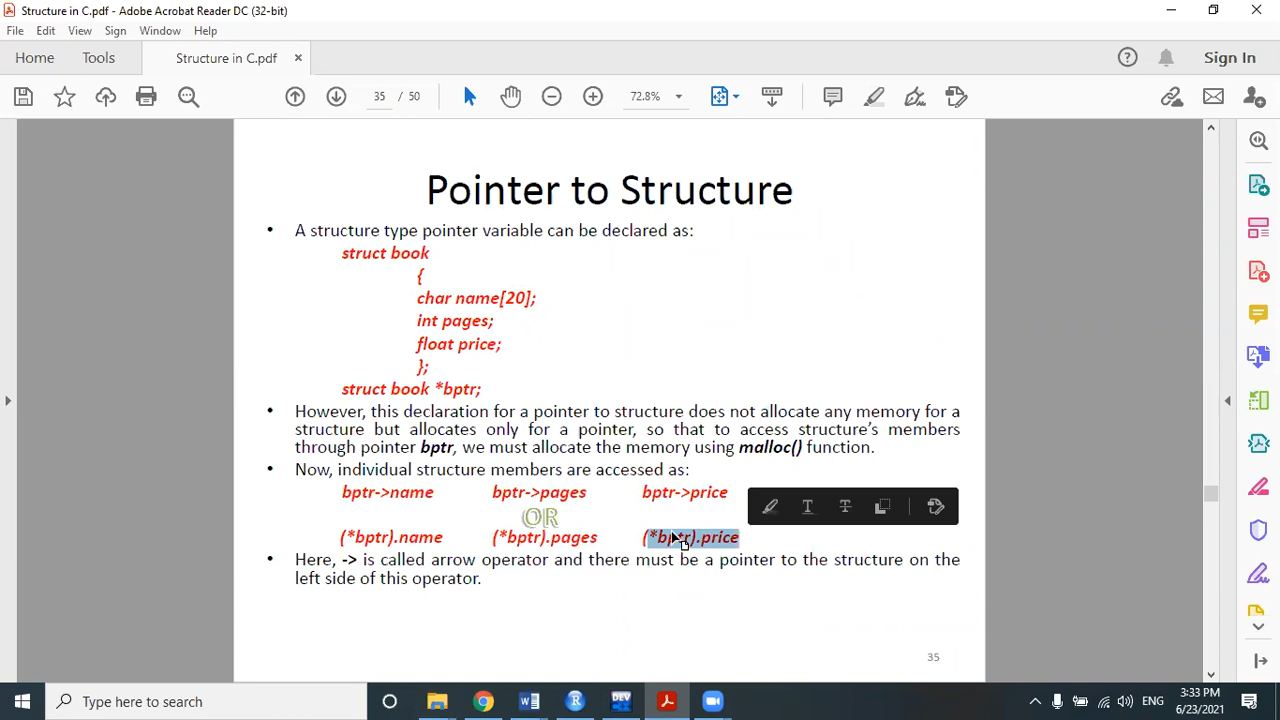 Structure in C.pdf - Adobe Acrobat Reader DC (32-bit)
File Edit View Sign Window Help
Home Tools Structure in C.pdf × Sign In
35 / 50 72.8%
Pointer to Structure
• A structure type pointer variable can be declared as:
struct book
{
char name[20];
int pages;
float price;
};
struct book *bptr;
• However, this declaration for a pointer to structure does not allocate any memory for a
structure but allocates only for a pointer, so that to access structure's members
through pointer bptr, we must allocate the memory using malloc() function.
• Now, individual structure members are accessed as:
bptr->name bptr->pages bptr->price
OR
(*bptr).name (*bptr).pages (*bptr).price
• Here, -> is called arrow operator and there must be a pointer to the structure on the
left side of this operator.
35
Type here to search
DEV
ENG
3:33 PM
6/23/2021